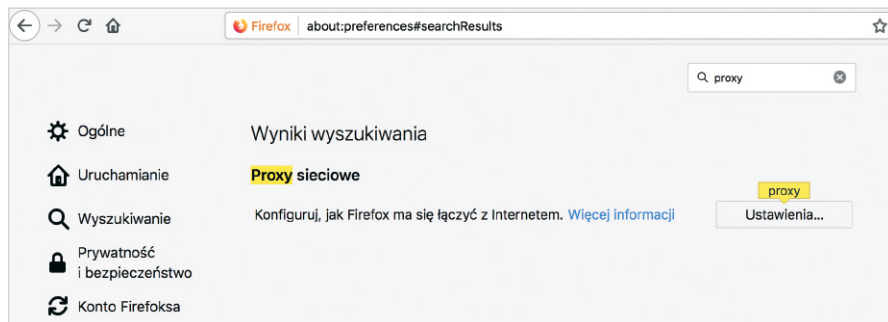 Firefox about:preferences#searchResults
proxy
Ogólne
Wyniki wyszukiwania
Uruchamianie
Proxy sieciowe
proxy
Wyszukiwanie
Konfiguruj, jak Firefox ma się łączyć z Internetem. Więcej informacji
Ustawienia...
Prywatność
i bezpieczeństwo
Konto Firefoksa